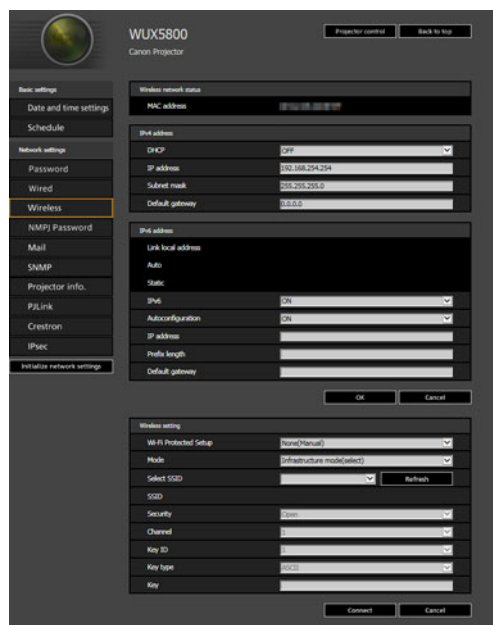 WUX5800
Canon Projector
Projector control
Back to top
Basic settings
Date and time settings
Schedule
Network settings
Password
Wired
Wireless
NMPJ Password
Mail
SNMP
Projector info.
PJLink
Crestron
IPsec
Initialize network settings
Wireless network status
MAC address
IPv4 address
DHCP OFF
IP address 192.168.254.254
Subnet mask 255.255.255.0
Default gateway 0.0.0.0
IPv6 address
Link local address
Auto
Static
IPv6 ON
Autoconfiguration ON
IP address
Prefix length
Default gateway
OK Cancel
Wireless setting
Wi-Fi Protected Setup None(Manual)
Mode Infrastructure mode(select)
Select SSID Refresh
SSID
Security Open
Channel 1
Key ID 1
Key type ASCII
Key
Connect Cancel